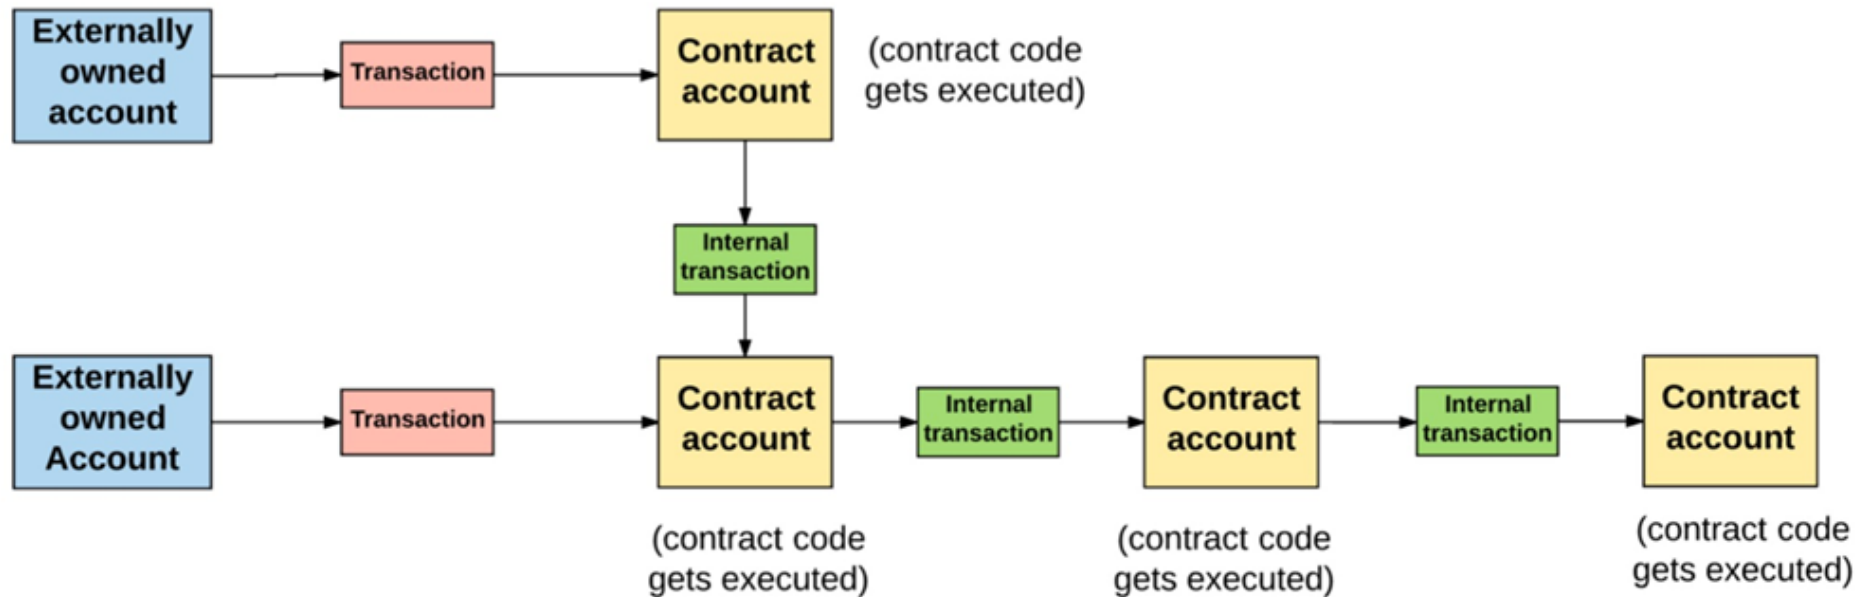 Externally
owned
account
Transaction
Contract
account
(contract code
gets executed)
Internal
transaction
Externally
owned
Account
Transaction
Contract
account
Internal
transaction
Contract
account
Internal
transaction
Contract
account
(contract code
gets executed)
(contract code
gets executed)
(contract code
gets executed)